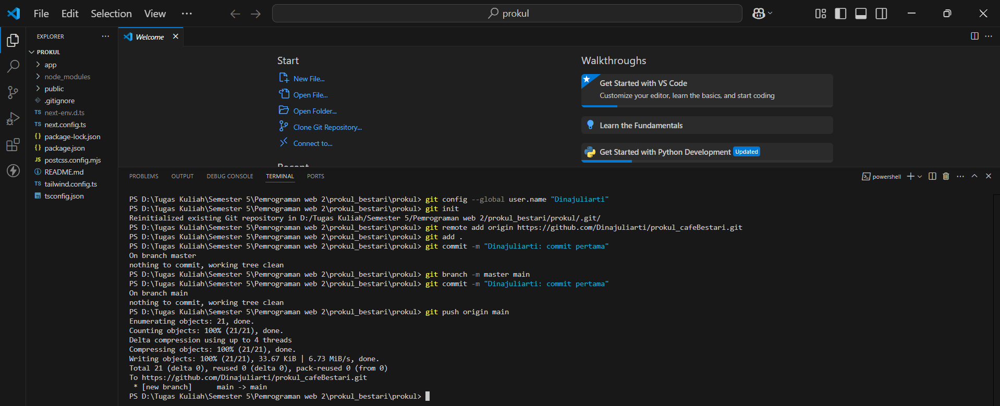 File Edit Selection View ···
prokul
EXPLORER ···
PROKUL
app
node_modules
public
.gitignore
TS next-env.d.ts
TS next.config.ts
{} package-lock.json
{} package.json
JS postcss.config.mjs
README.md
TS tailwind.config.ts
TS tsconfig.json
Welcome
Start
New File...
Open File...
Open Folder...
Clone Git Repository...
Connect to...
Recent
Walkthroughs
Get Started with VS Code
Customize your editor, learn the basics, and start coding
Learn the Fundamentals
Get Started with Python Development Updated
PROBLEMS OUTPUT DEBUG CONSOLE TERMINAL PORTS
powershell
PS D:\Tugas Kuliah\Semester 5\Pemrograman web 2\prokul_bestari\prokul> git config --global user.name "Dinajuliarti"
PS D:\Tugas Kuliah\Semester 5\Pemrograman web 2\prokul_bestari\prokul> git init
Reinitialized existing Git repository in D:/Tugas Kuliah/Semester 5/Pemrograman web 2/prokul_bestari/prokul/.git/
PS D:\Tugas Kuliah\Semester 5\Pemrograman web 2\prokul_bestari\prokul> git remote add origin https://github.com/Dinajuliarti/prokul_cafeBestari.git
PS D:\Tugas Kuliah\Semester 5\Pemrograman web 2\prokul_bestari\prokul> git add .
PS D:\Tugas Kuliah\Semester 5\Pemrograman web 2\prokul_bestari\prokul> git commit -m "Dinajuliarti: commit pertama"
On branch master
nothing to commit, working tree clean
PS D:\Tugas Kuliah\Semester 5\Pemrograman web 2\prokul_bestari\prokul> git branch -m master main
PS D:\Tugas Kuliah\Semester 5\Pemrograman web 2\prokul_bestari\prokul> git commit -m "Dinajuliarti: commit pertama"
On branch main
nothing to commit, working tree clean
PS D:\Tugas Kuliah\Semester 5\Pemrograman web 2\prokul_bestari\prokul> git push origin main
Enumerating objects: 21, done.
Counting objects: 100% (21/21), done.
Delta compression using up to 4 threads
Compressing objects: 100% (21/21), done.
Writing objects: 100% (21/21), 33.67 KiB | 6.73 MiB/s, done.
Total 21 (delta 0), reused 0 (delta 0), pack-reused 0 (from 0)
To https://github.com/Dinajuliarti/prokul_cafeBestari.git
 * [new branch]      main -> main
PS D:\Tugas Kuliah\Semester 5\Pemrograman web 2\prokul_bestari\prokul>